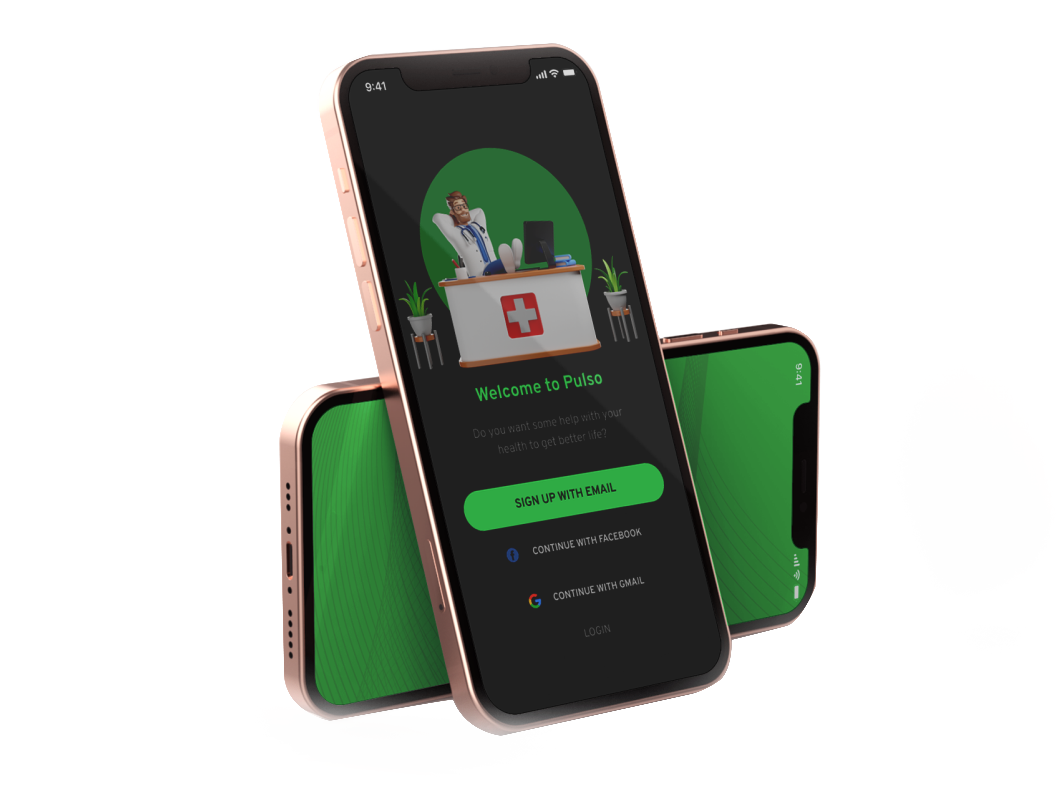 9:41
Welcome to Pulso
Do you want some help with your
health to get better life?
SIGN UP WITH EMAIL
CONTINUE WITH FACEBOOK
CONTINUE WITH GMAIL
LOGIN
9:41